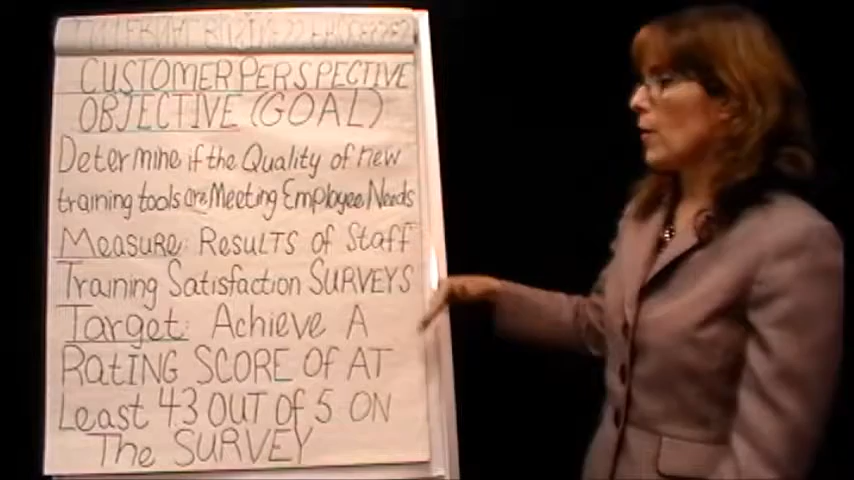 CUSTOMER PERSPECTIVE
OBJECTIVE (GOAL)
Determine if the Quality of new
training tools are Meeting Employee Needs
Measure: Results of Staff
Training Satisfaction SURVEYS
Target: Achieve A
RATING SCORE OF AT
Least 4.3 OUT OF 5 ON
The SURVEY